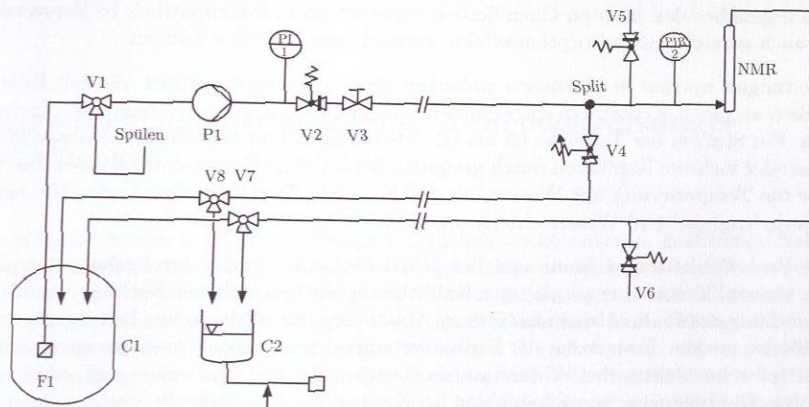 V5
PI
1
PIR
2
NMR
V1
Split
Spülen
P1
V2
V3
V4
V8
V7
V6
C1
C2
F1